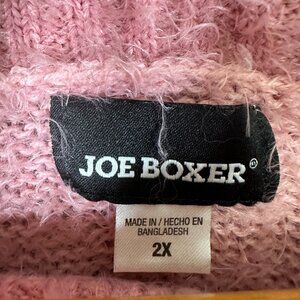 JOE BOXER
MADE IN / HECHO EN
BANGLADESH
2X